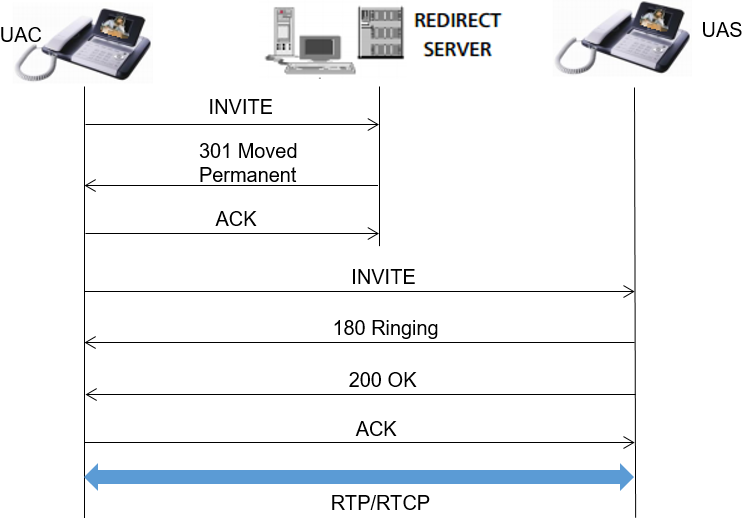 UAC
REDIRECT
SERVER
UAS
INVITE
301 Moved
Permanent
ACK
INVITE
180 Ringing
200 OK
ACK
RTP/RTCP